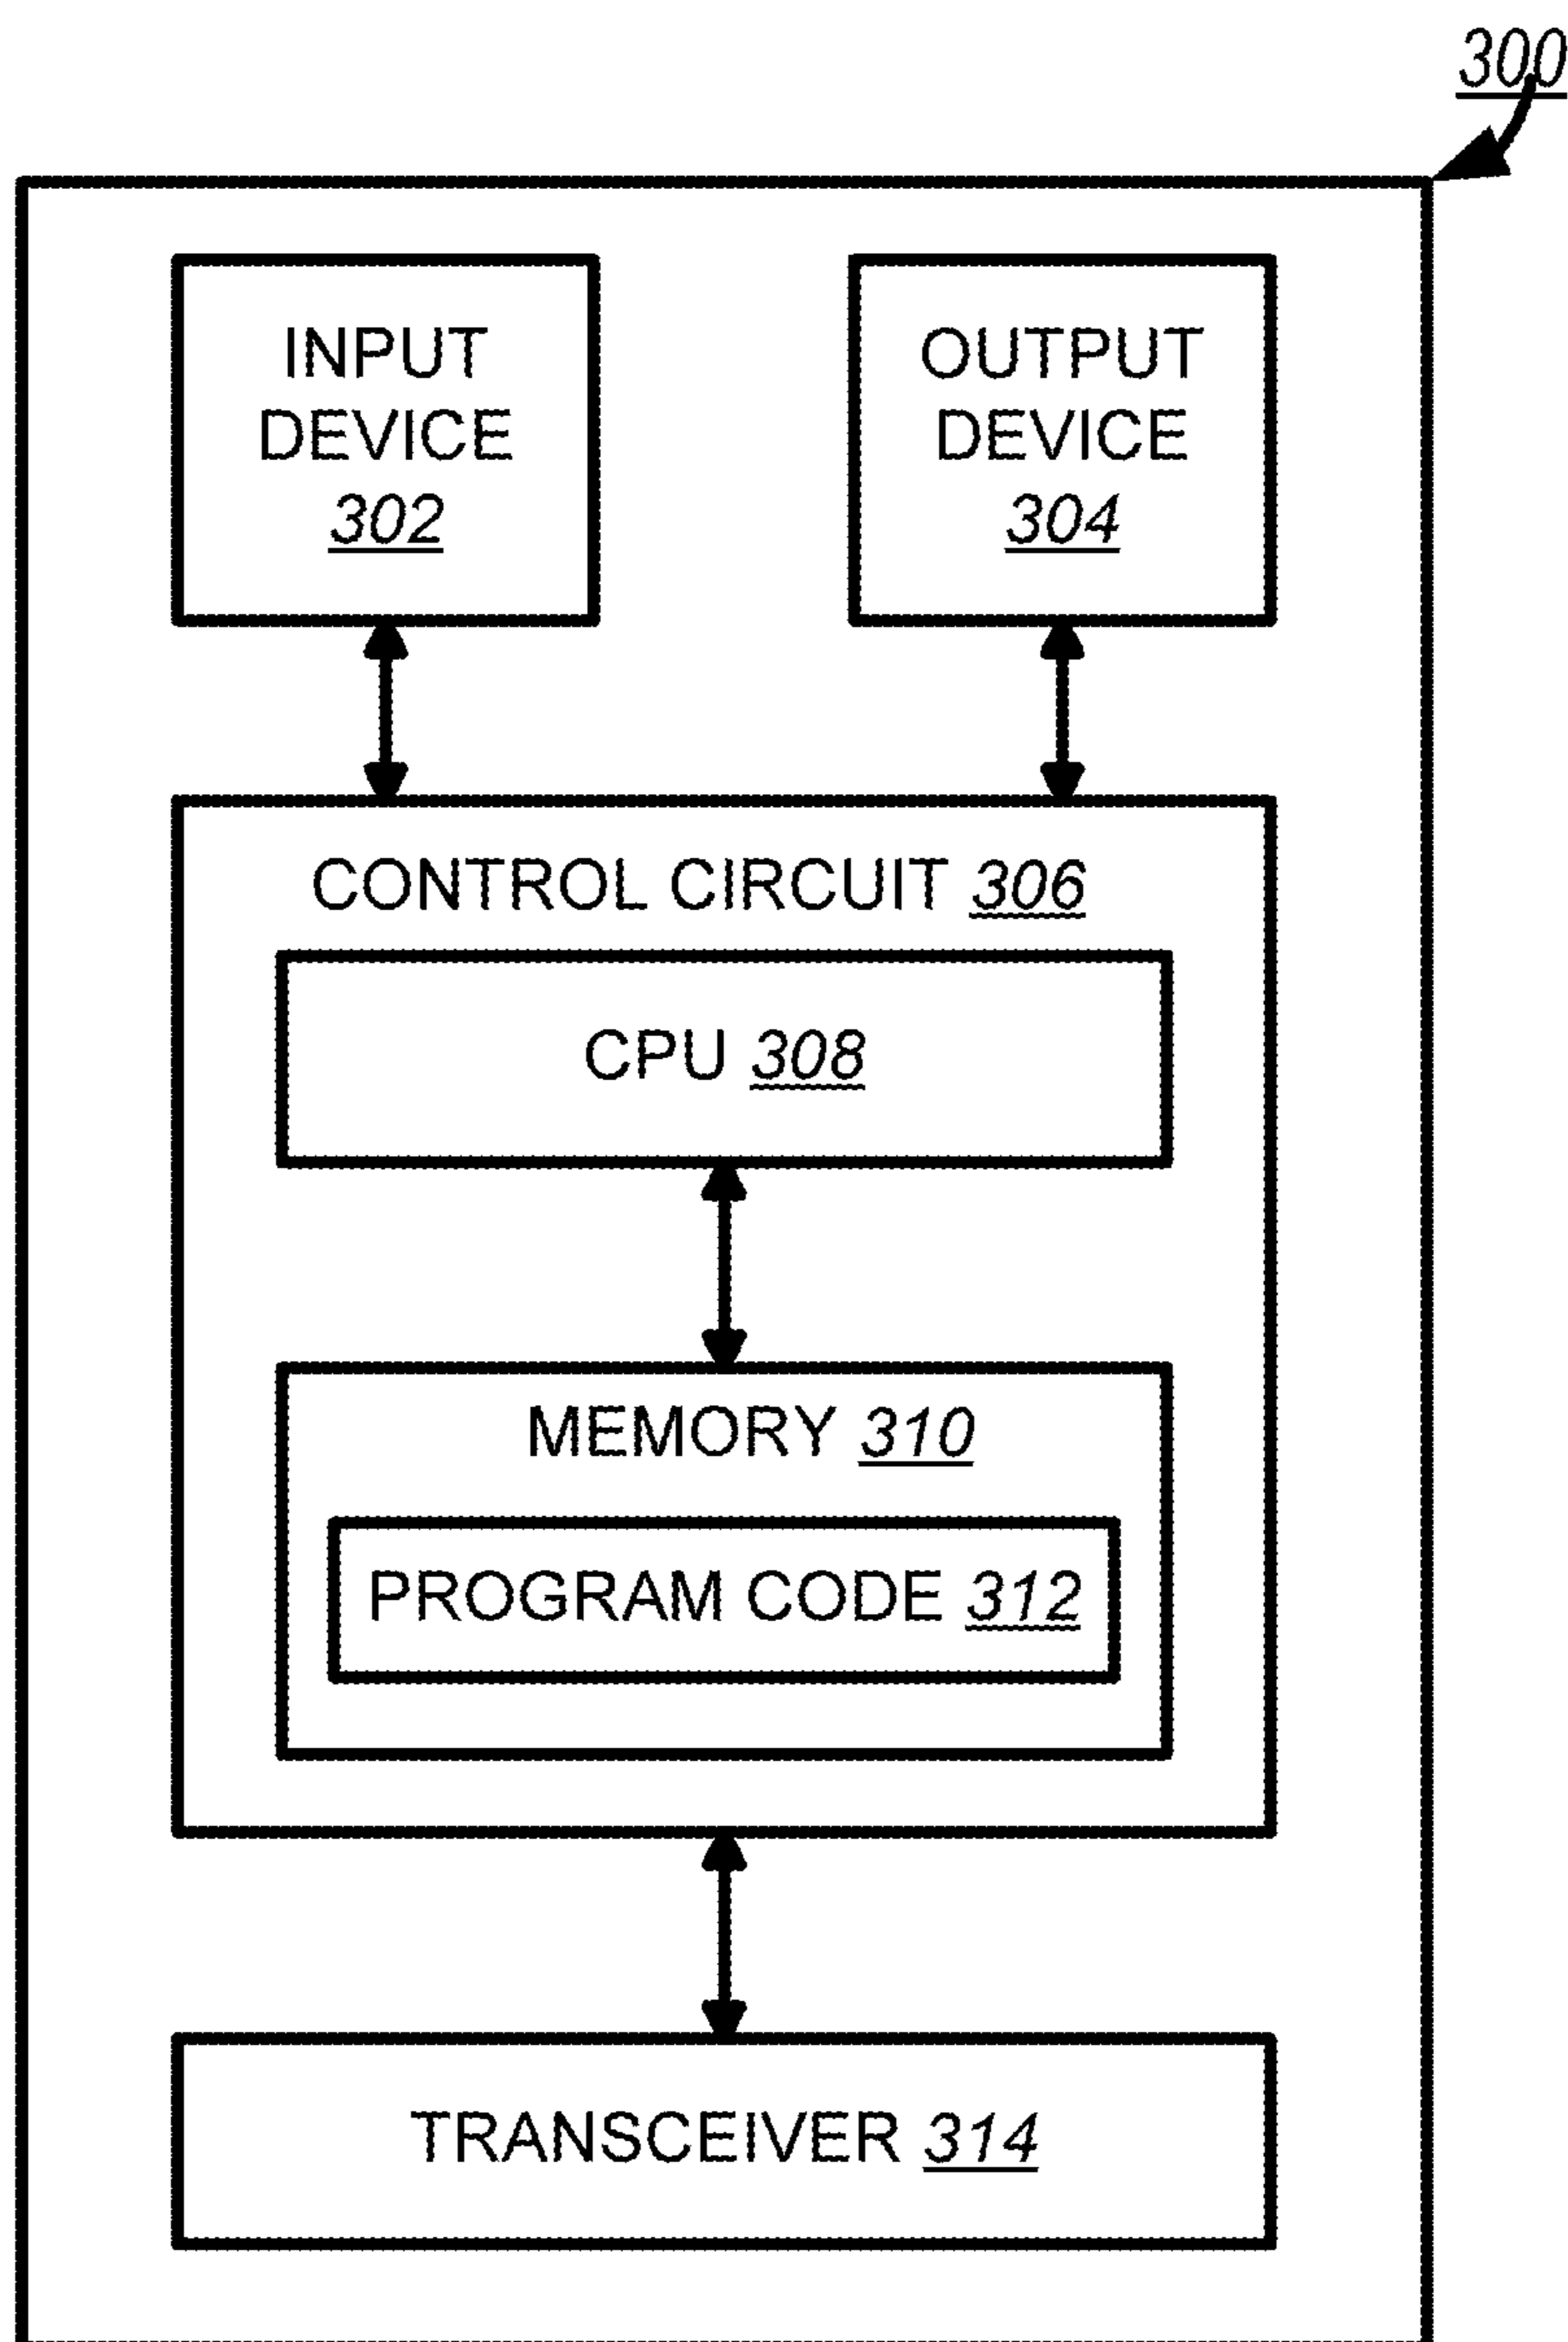 300
INPUT
DEVICE
302
OUTPUT
DEVICE
304
CONTROL CIRCUIT 306
CPU 308
MEMORY 310
PROGRAM CODE 312
TRANSCEIVER 314